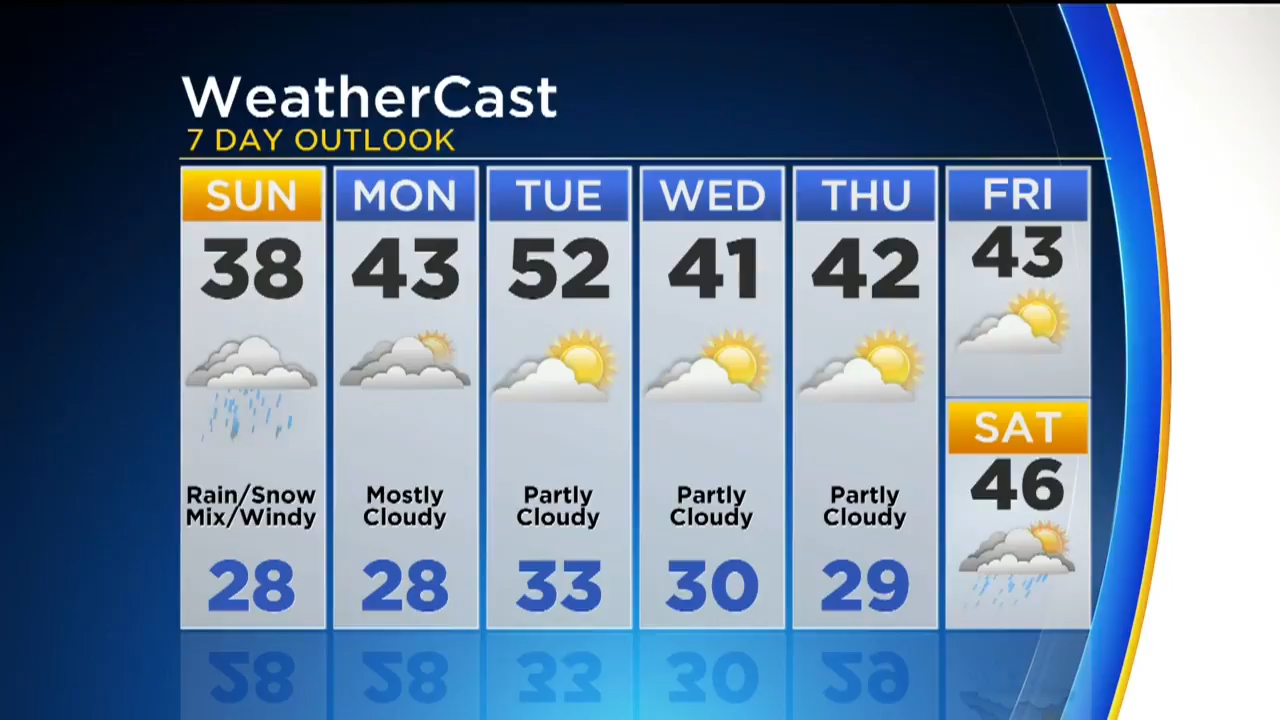 WeatherCast
7 DAY OUTLOOK
SUN
38
Rain/Snow
Mix/Windy
28
MON
43
Mostly
Cloudy
28
TUE
52
Partly
Cloudy
33
WED
41
Partly
Cloudy
30
THU
42
Partly
Cloudy
29
FRI
43
SAT
46